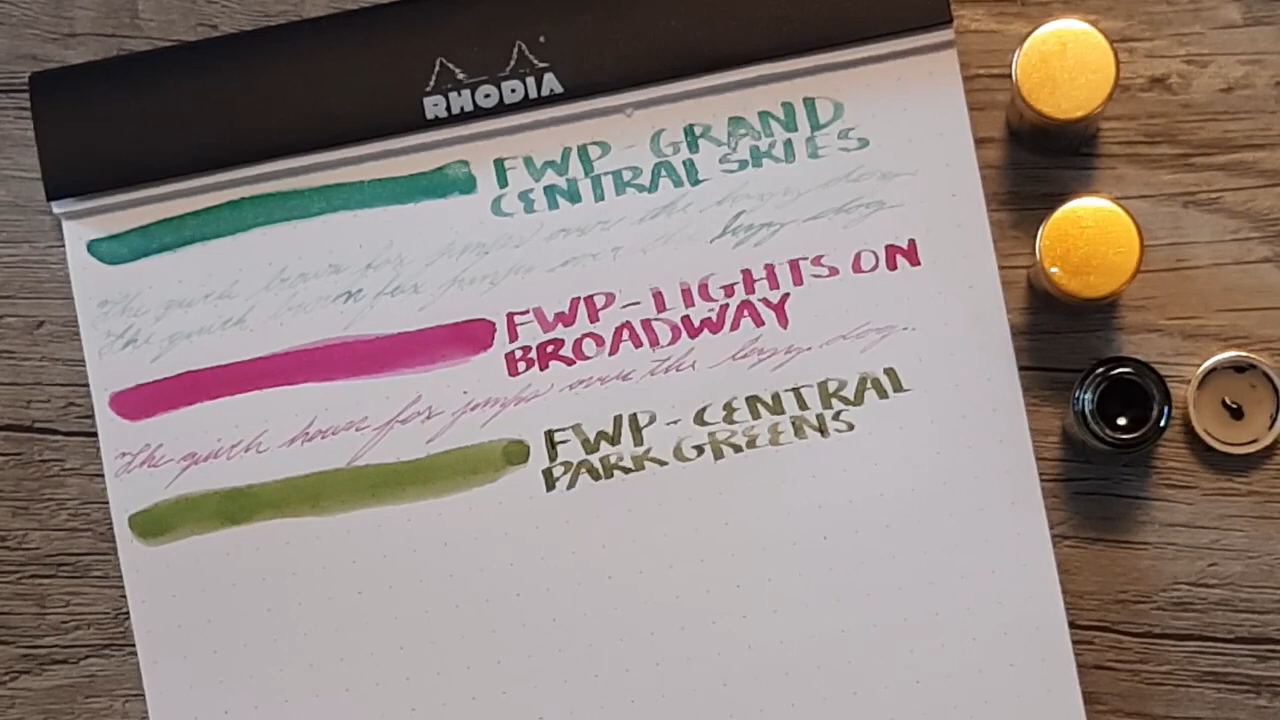 RHODIA
FWP-GRAND
CENTRAL SKIES
The quick brown fox jumps over the lazy dog
The quick brown fox jumps over the lazy dog
FWP-LIGHTS ON
BROADWAY
The quick brown fox jumps over the lazy dog..
FWP-CENTRAL
PARK GREENS